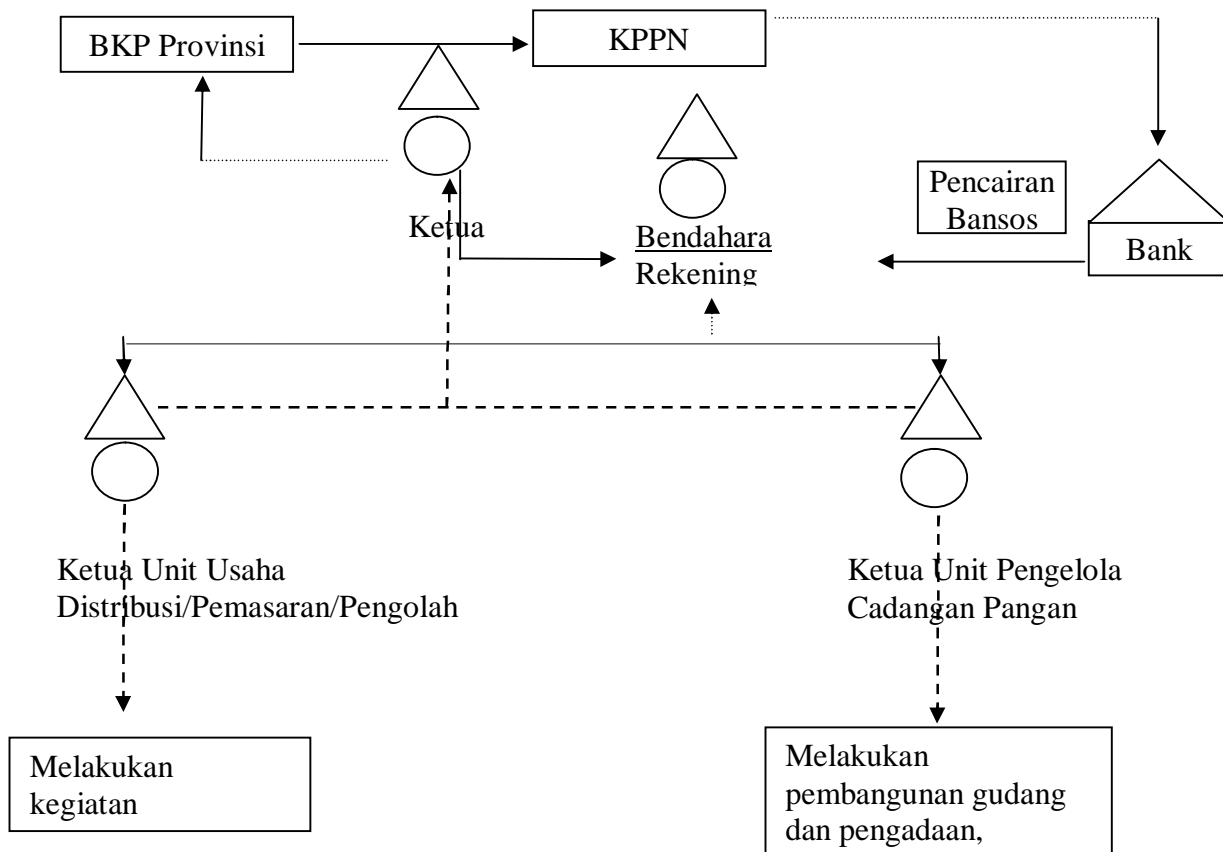 BKP Provinsi
KPPN
Pencairan
Bansos
Ketua
Bendahara
Rekening
Bank
Ketua Unit Usaha
Distribusi/Pemasaran/Pengolah
Ketua Unit Pengelola
Cadangan Pangan
Melakukan
kegiatan
Melakukan
pembangunan gudang
dan pengadaan,